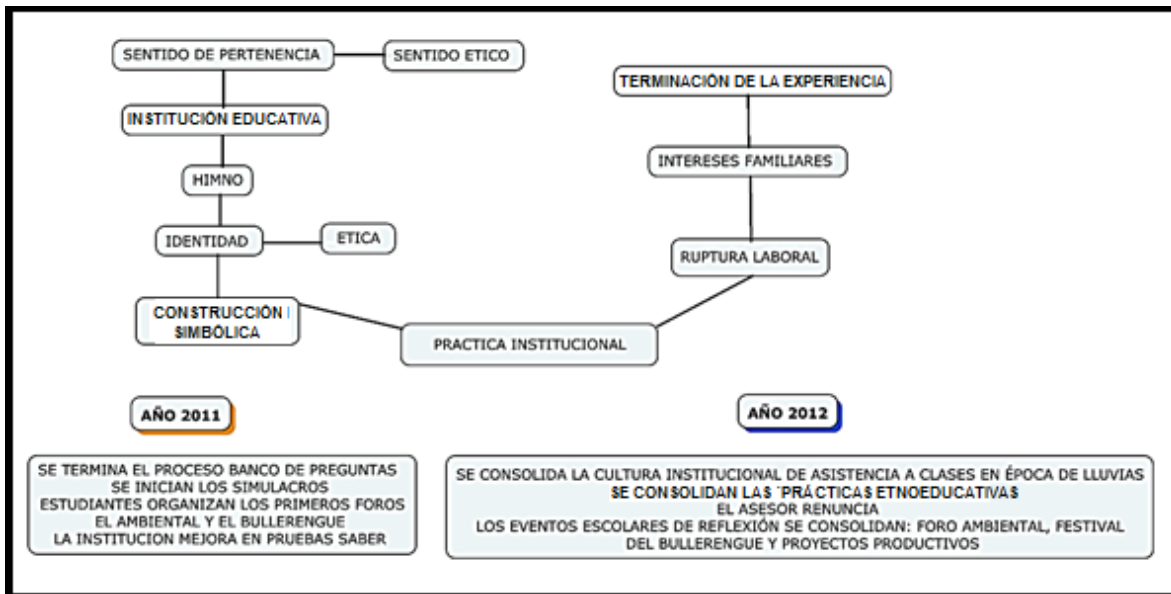 SENTIDO DE PERTENENCIA
SENTIDO ETICO
INSTITUCIÓN EDUCATIVA
HIMNO
IDENTIDAD
ETICA
CONSTRUCCIÓN
SIMBÓLICA
TERMINACIÓN DE LA EXPERIENCIA
INTERESES FAMILIARES
RUPTURA LABORAL
PRACTICA INSTITUCIONAL
AÑO 2011
SE TERMINA EL PROCESO BANCO DE PREGUNTAS
SE INICIAN LOS SIMULACROS
ESTUDIANTES ORGANIZAN LOS PRIMEROS FOROS
EL AMBIENTAL Y EL BULLERENGUE
LA INSTITUCION MEJORA EN PRUEBAS SABER
AÑO 2012
SE CONSOLIDA LA CULTURA INSTITUCIONAL DE ASISTENCIA A CLASES EN ÉPOCA DE LLUVIAS
SE CONSOLIDAN LAS ¨PRÁCTICAS ETNOEDUCATIVAS
EL ASESOR RENUNCIA
LOS EVENTOS ESCOLARES DE REFLEXIÓN SE CONSOLIDAN: FORO AMBIENTAL, FESTIVAL
DEL BULLERENGUE Y PROYECTOS PRODUCTIVOS